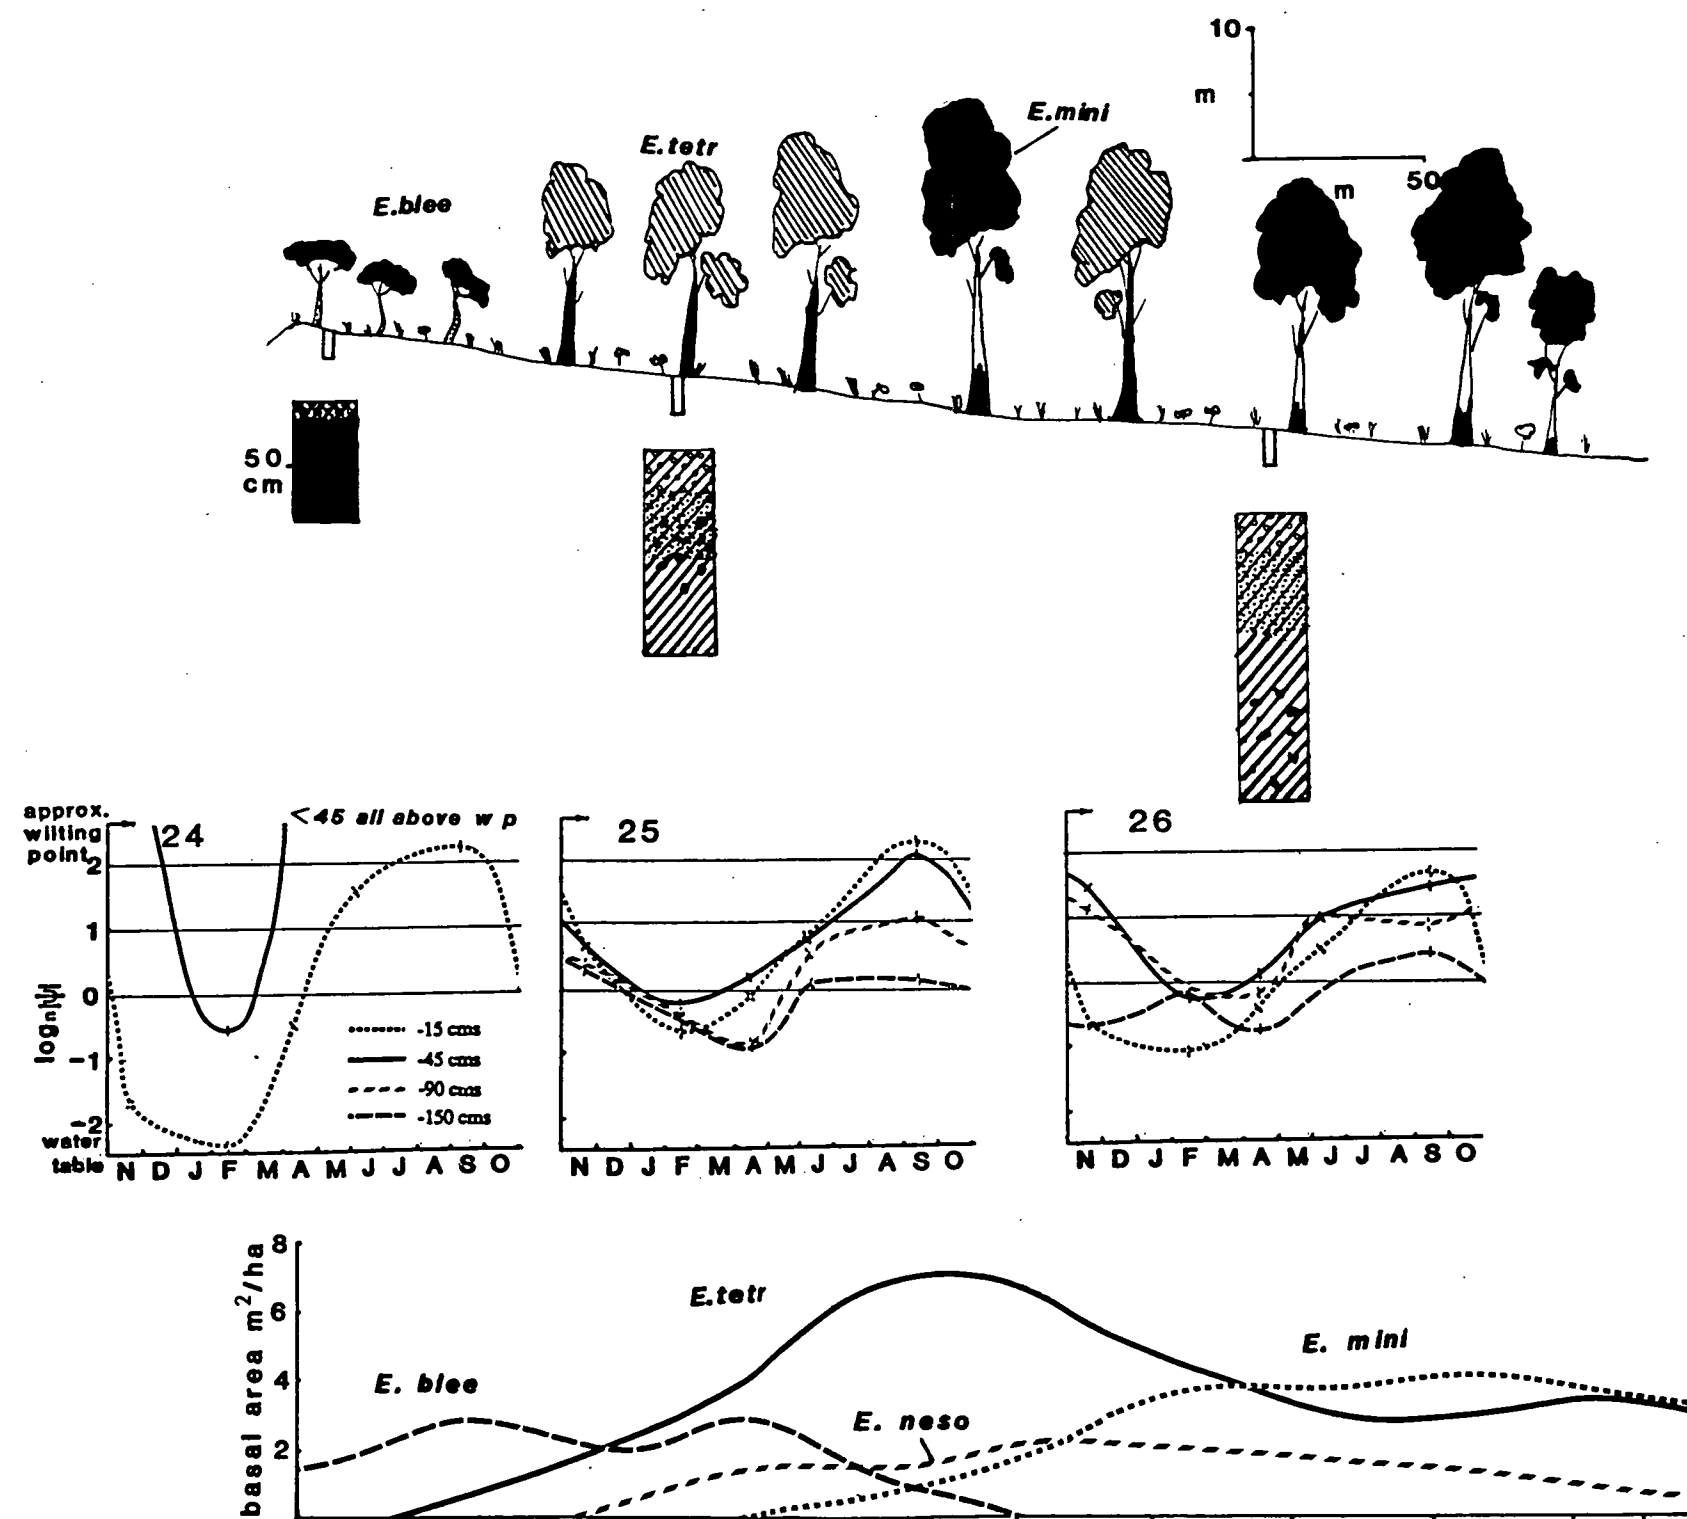 10
m
E.mini
E.tetr
m 50
E.blee
50
cm
approx.
wilting
point
<45 all above w p
24
25
26
2
1
0
-1
-2
logn|ψ|
water
table
-15 cms
-45 cms
-90 cms
-150 cms
N D J F M A M J J A S O
N D J F M A M J J A S O
N D J F M A M J J A S O
basal area m²/ha
8
6
4
2
E.tetr
E. mini
E. blee
E. neso